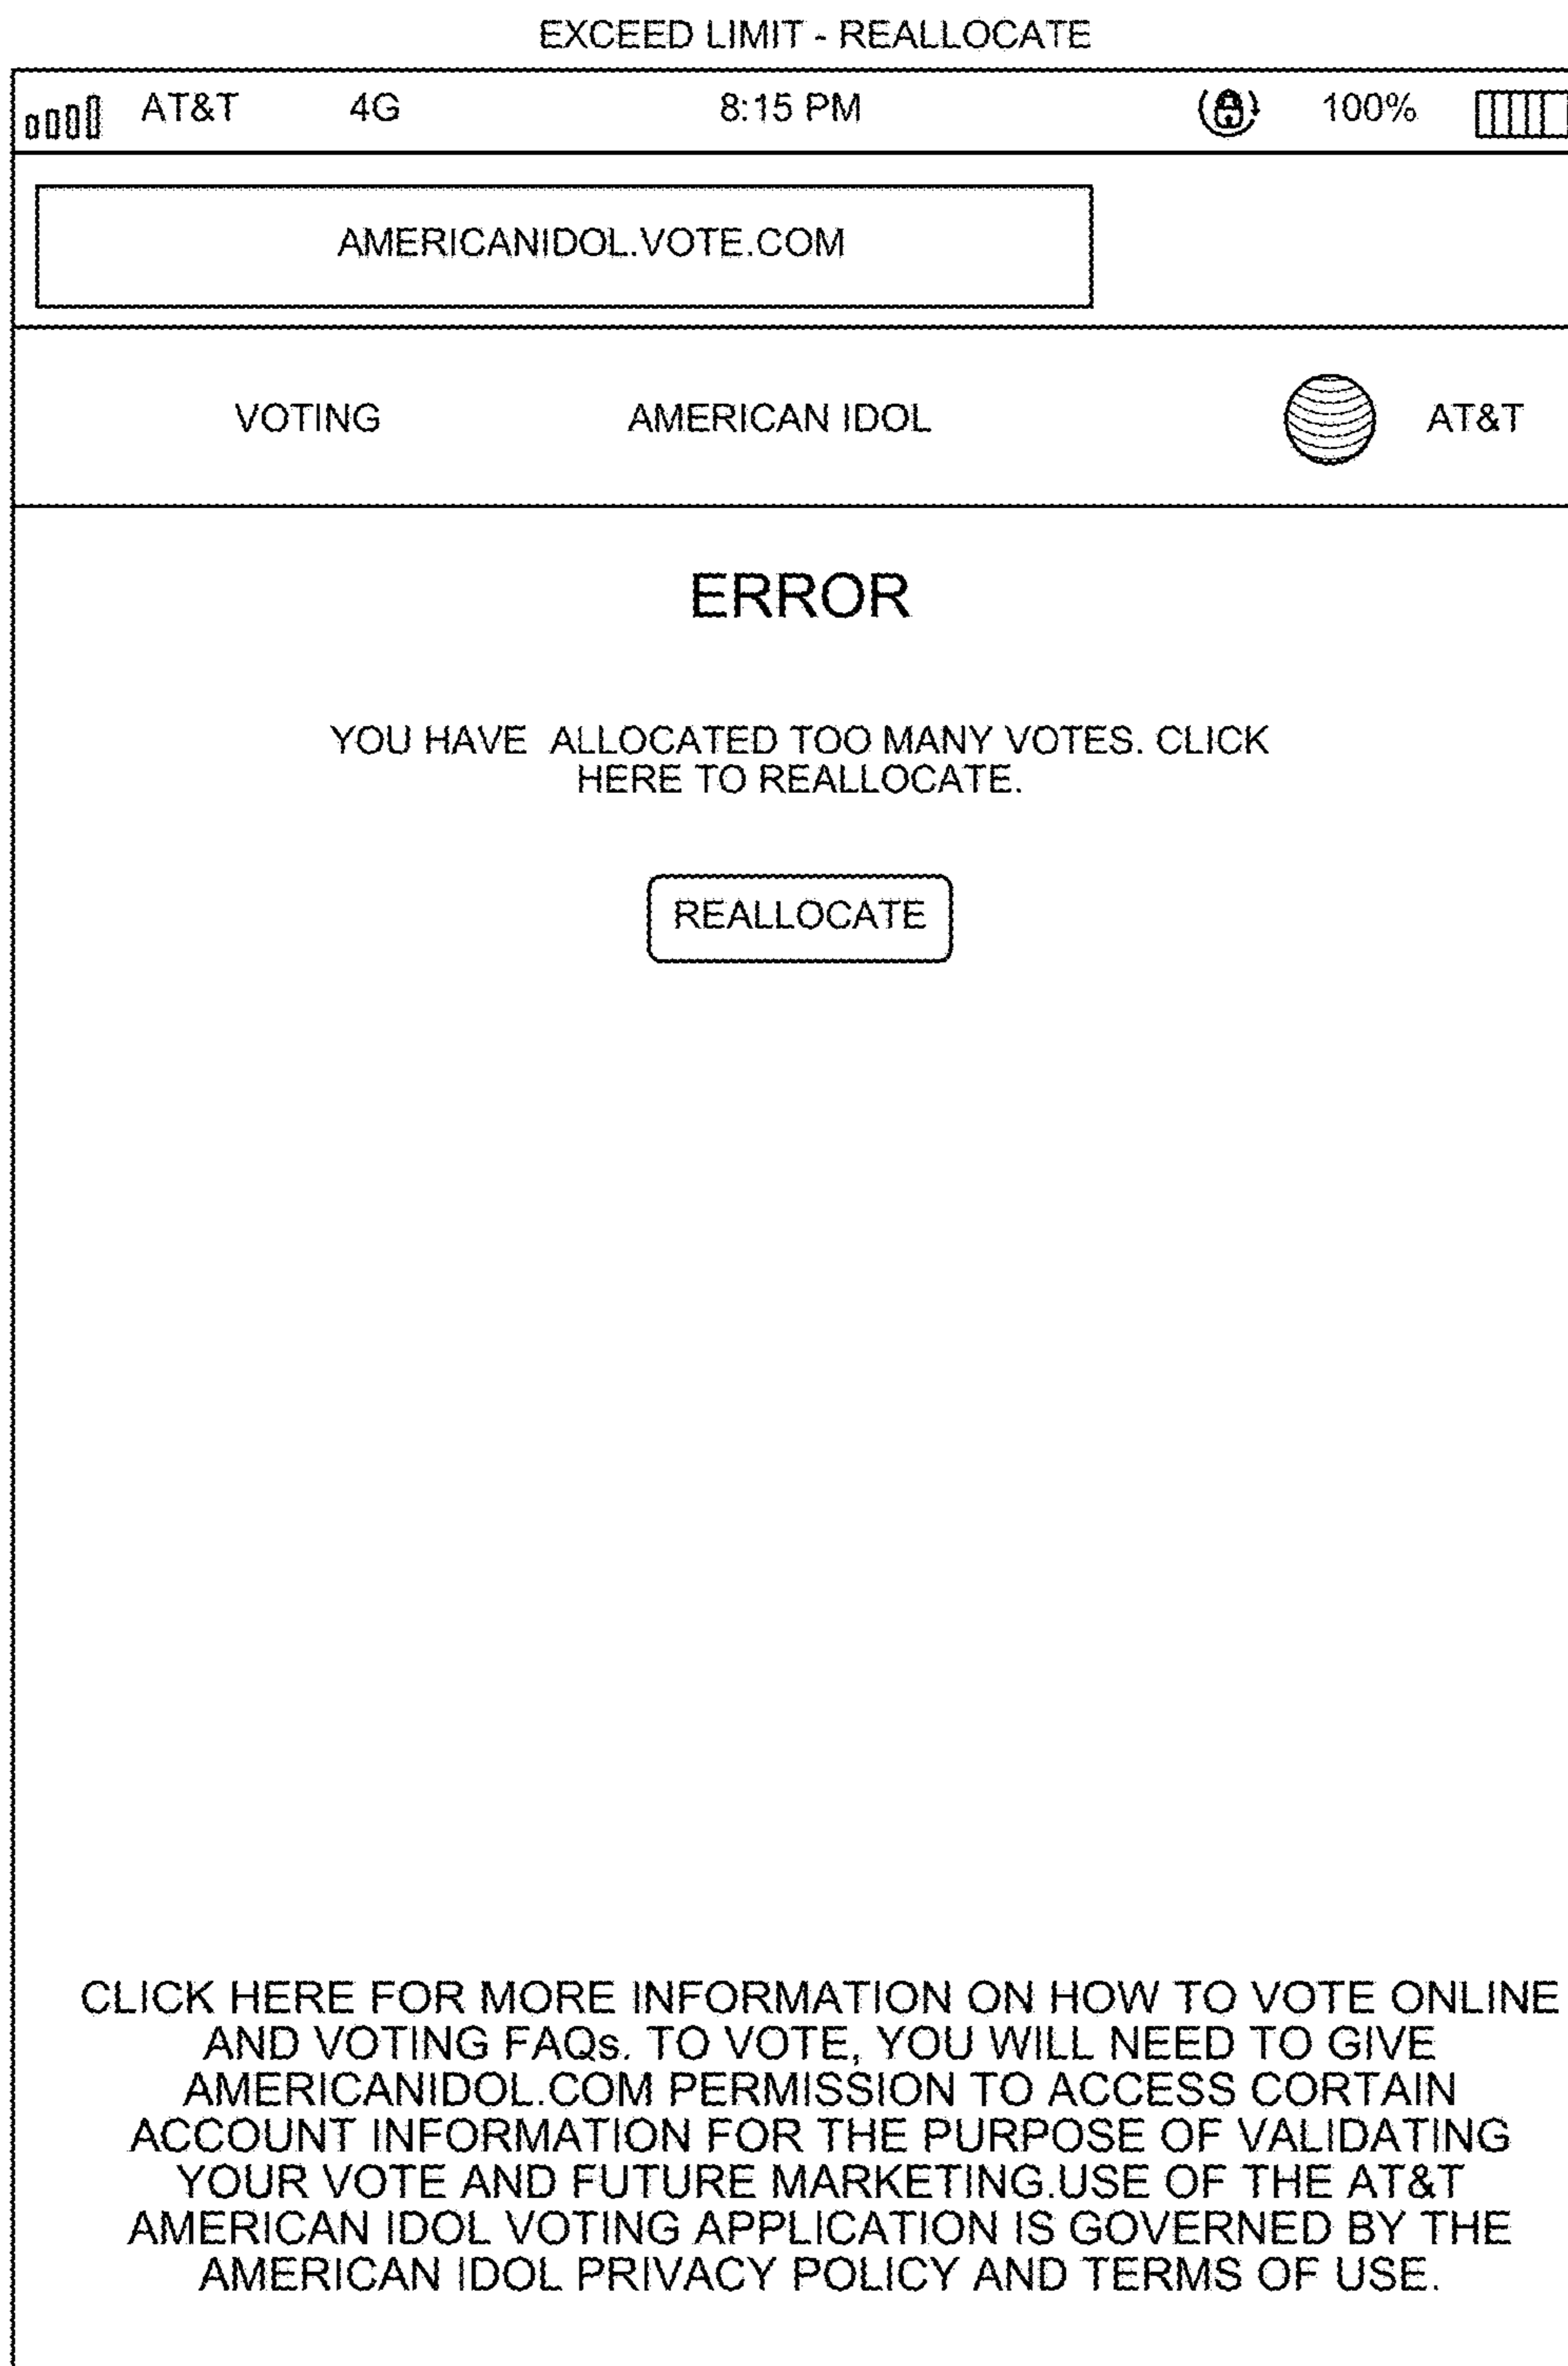 EXCEED LIMIT - REALLOCATE
AT&T 4G 8:15 PM 100%
AMERICANIDOL.VOTE.COM
VOTING AMERICAN IDOL AT&T
ERROR
YOU HAVE ALLOCATED TOO MANY VOTES. CLICK
HERE TO REALLOCATE.
REALLOCATE
CLICK HERE FOR MORE INFORMATION ON HOW TO VOTE ONLINE
AND VOTING FAQs. TO VOTE, YOU WILL NEED TO GIVE
AMERICANIDOL.COM PERMISSION TO ACCESS CORTAIN
ACCOUNT INFORMATION FOR THE PURPOSE OF VALIDATING
YOUR VOTE AND FUTURE MARKETING.USE OF THE AT&T
AMERICAN IDOL VOTING APPLICATION IS GOVERNED BY THE
AMERICAN IDOL PRIVACY POLICY AND TERMS OF USE.